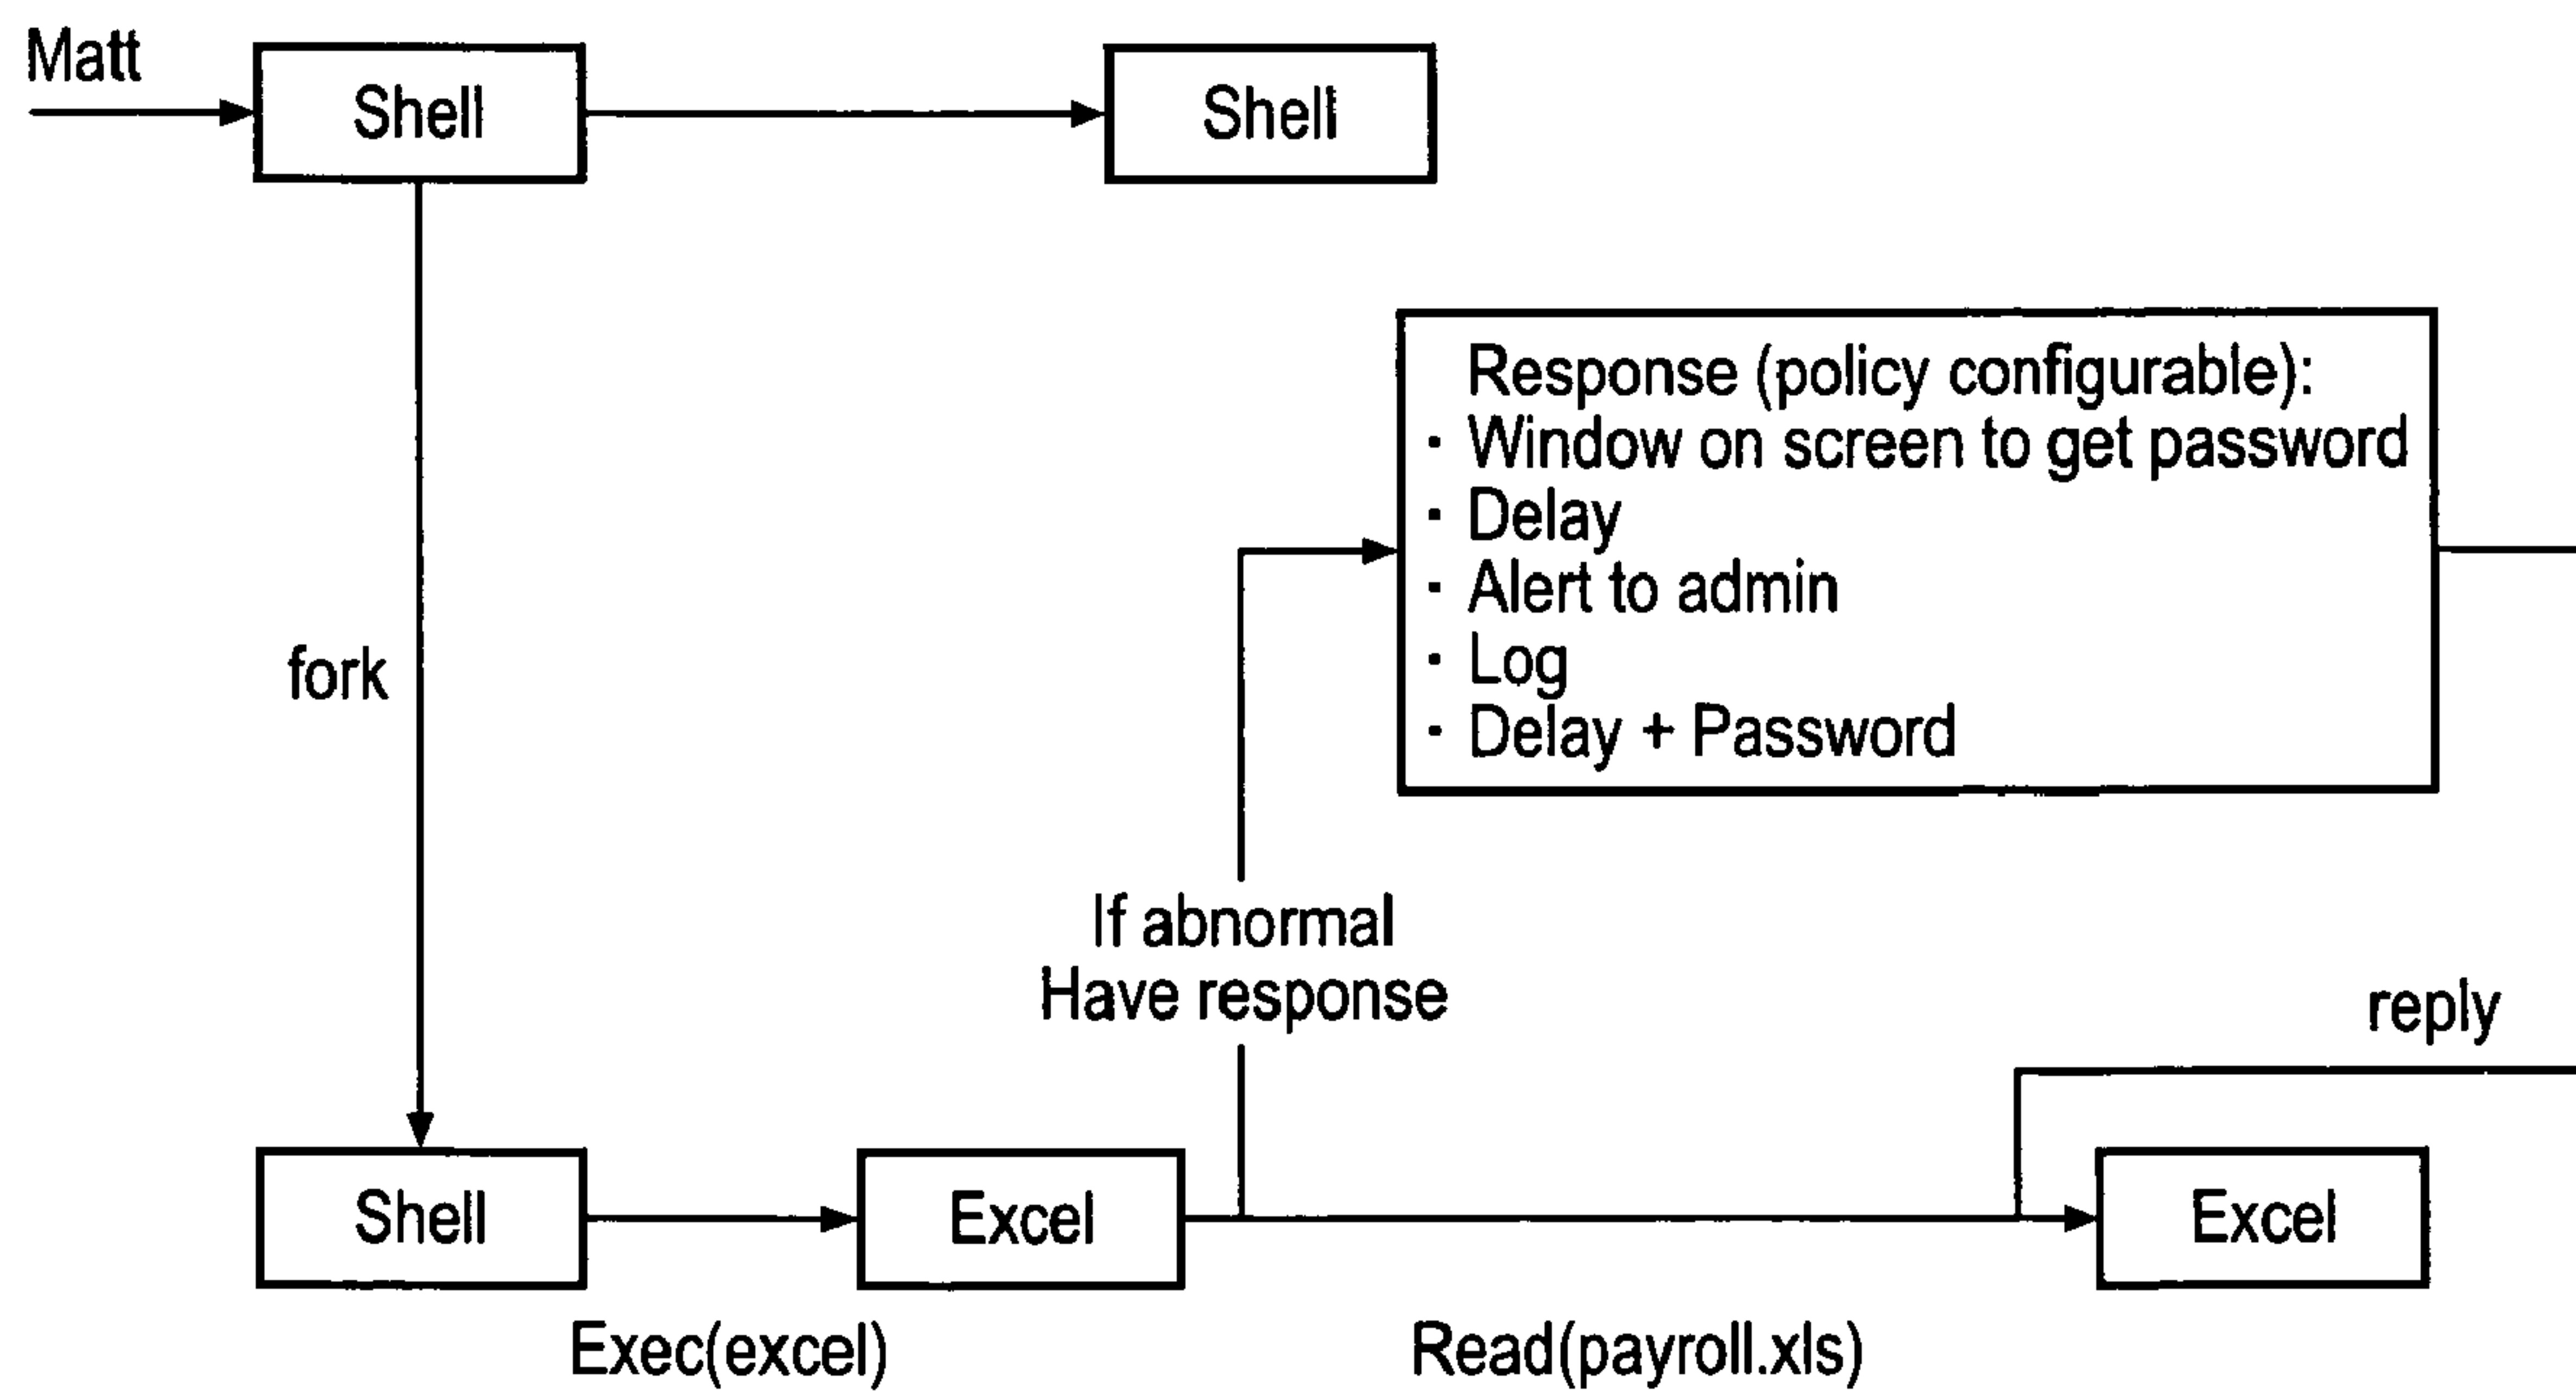 Matt
Shell
Shell
Response (policy configurable):
· Window on screen to get password
· Delay
· Alert to admin
· Log
· Delay + Password
fork
If abnormal
Have response
reply
Shell
Excel
Excel
Exec(excel)
Read(payroll.xls)